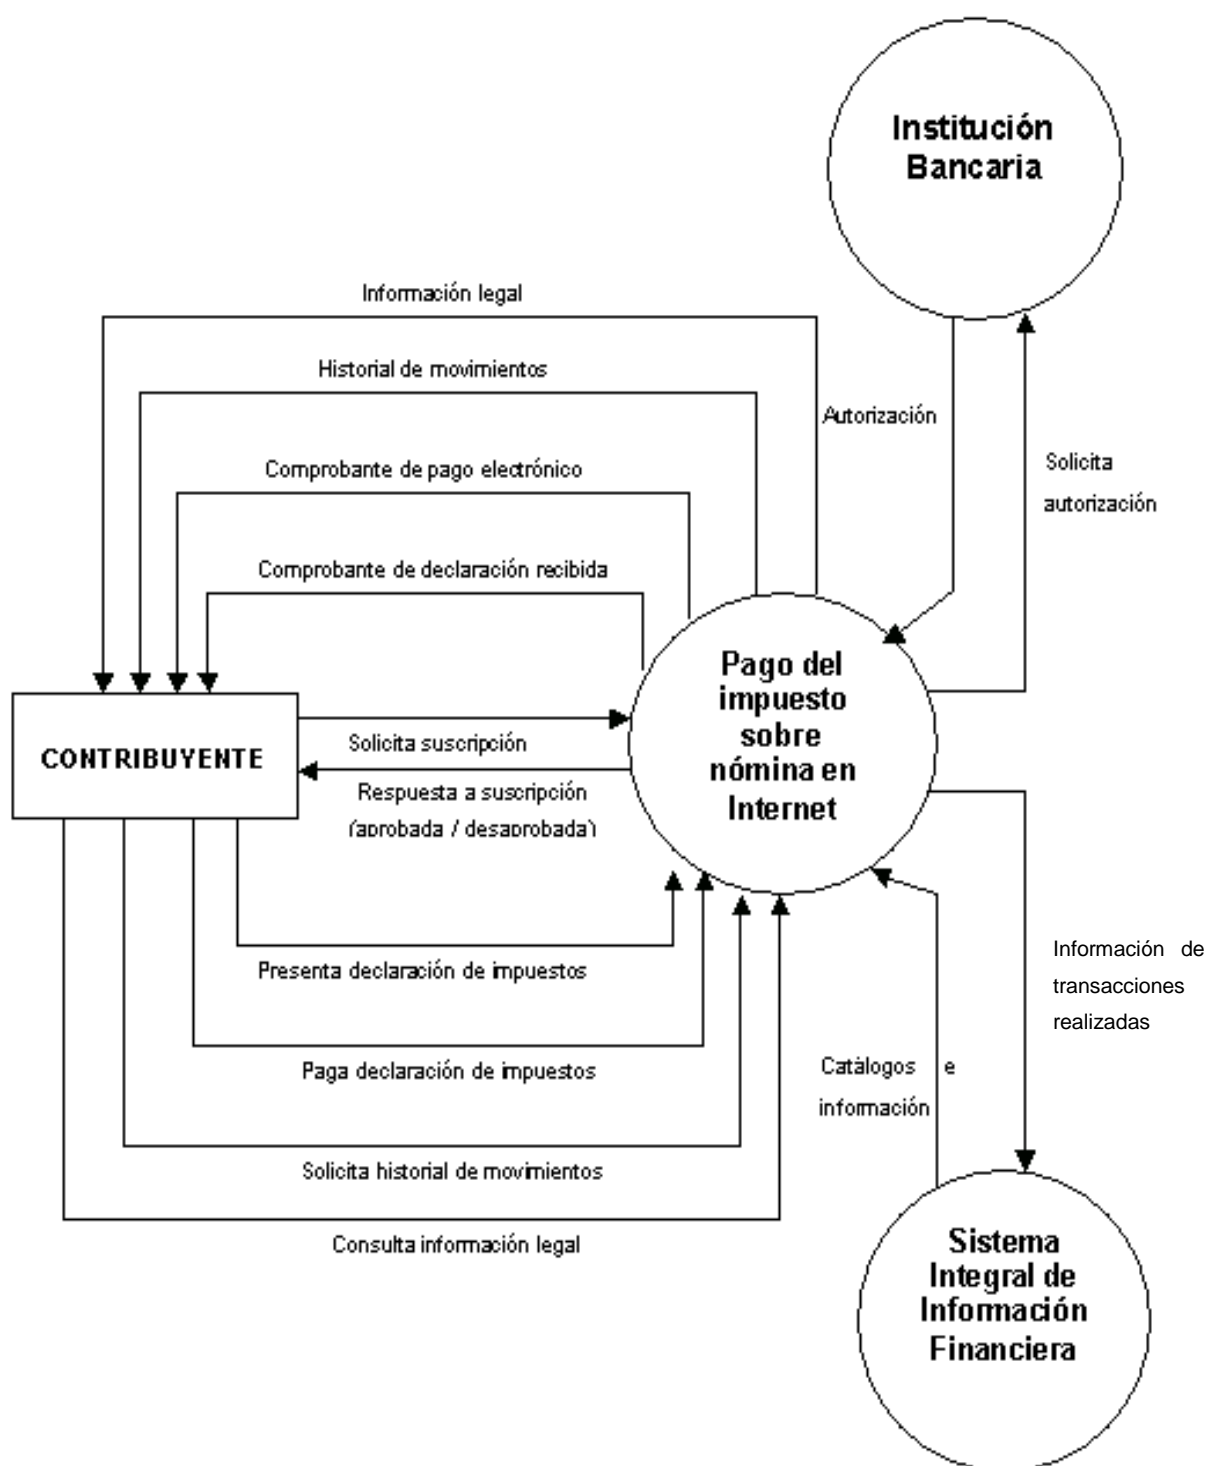 Institución
Bancaria
Información legal
Historial de movimientos
Autorización
Solicita
autorización
Comprobante de pago electrónico
Comprobante de declaración recibida
Pago del
impuesto
sobre
nómina en
Internet
CONTRIBUYENTE
Solicita suscripción
Respuesta a suscripción
(aprobada / desaprobada)
Presenta declaración de impuestos
Información de
transacciones
realizadas
Paga declaración de impuestos
Catálogos e
información
Solicita historial de movimientos
Consulta información legal
Sistema
Integral de
Información
Financiera